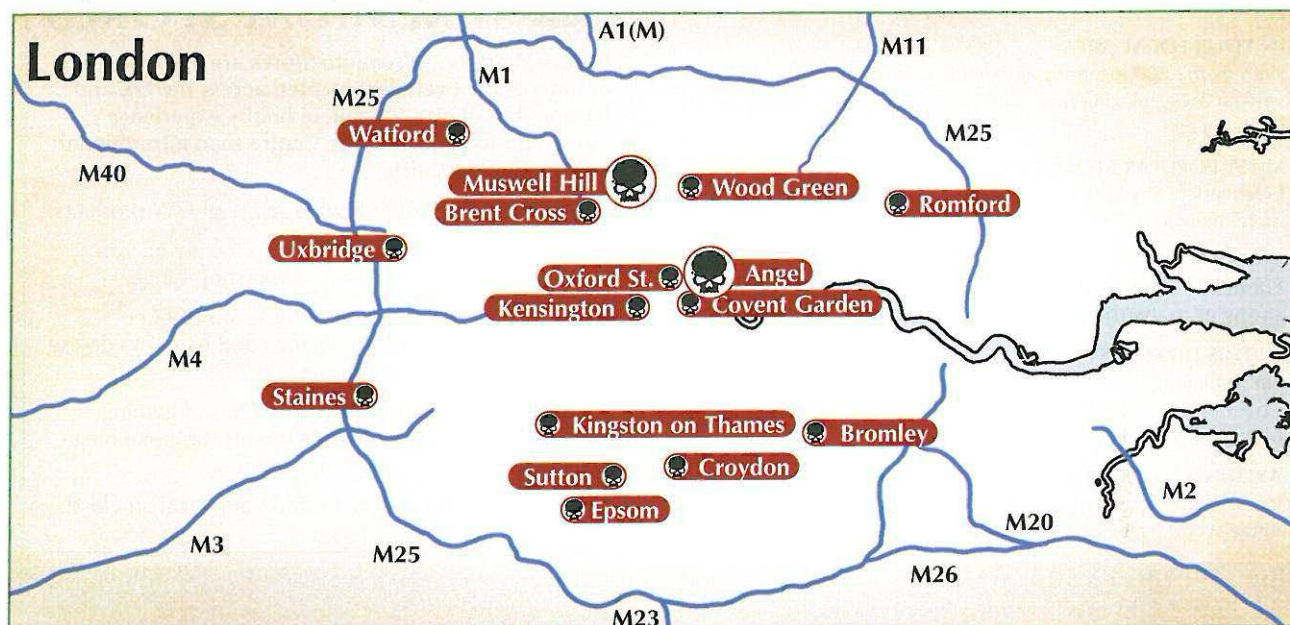 London
A1(M)
M11
M1
M25
Watford
M25
M40
Muswell Hill
Wood Green
Romford
Brent Cross
Uxbridge
Oxford St.
Angel
Kensington
Covent Garden
M4
Staines
Kingston on Thames
Bromley
Sutton
Croydon
Epsom
M2
M20
M3
M25
M26
M23